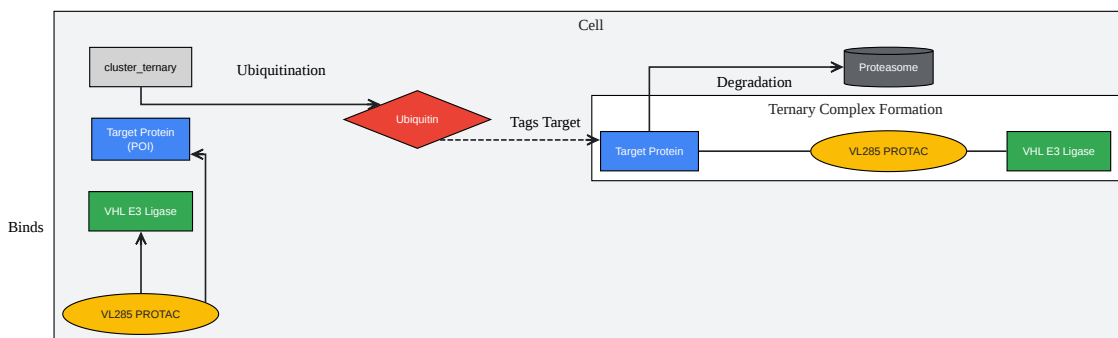 Cell
cluster_ternary
Ubiquitination
Proteasome
Degradation
Ubiquitin
Tags Target
Ternary Complex Formation
Target Protein
(POI)
Target Protein
VL285 PROTAC
VHL E3 Ligase
VHL E3 Ligase
Binds
VL285 PROTAC